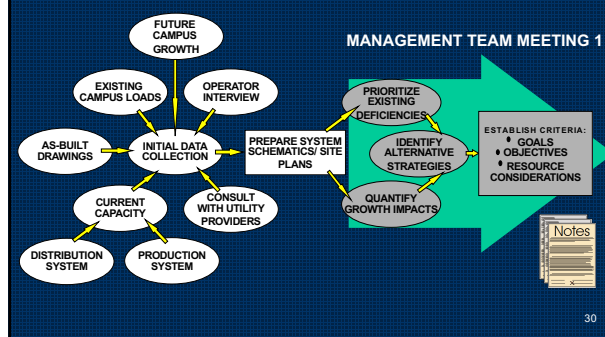 FUTURE
CAMPUS
GROWTH
MANAGEMENT TEAM MEETING 1
EXISTING
CAMPUS LOADS
OPERATOR
INTERVIEW
PRIORITIZE
EXISTING
DEFICIENCIES
AS-BUILT
DRAWINGS
INITIAL DATA
COLLECTION
PREPARE SYSTEM
SCHEMATICS/ SITE
PLANS
IDENTIFY
ALTERNATIVE
STRATEGIES
ESTABLISH CRITERIA:
• GOALS
• OBJECTIVES
• RESOURCE
CONSIDERATIONS
CURRENT
CAPACITY
CONSULT
WITH UTILITY
PROVIDERS
QUANTIFY
GROWTH IMPACTS
DISTRIBUTION
SYSTEM
PRODUCTION
SYSTEM
Notes
30